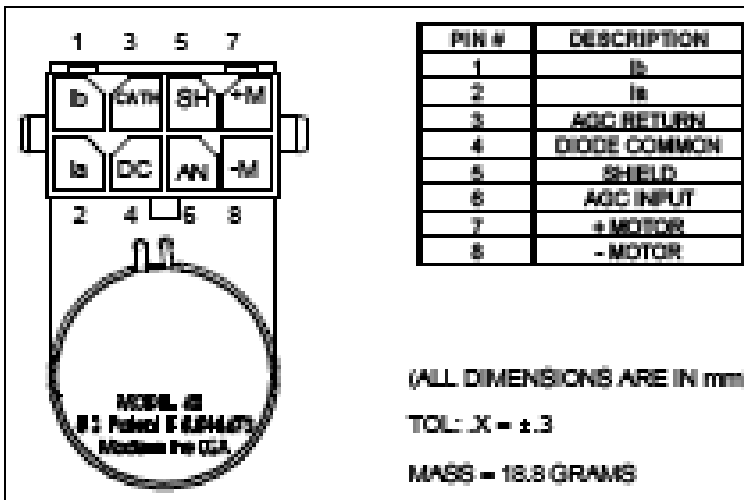 1 3 5 7
Ib CATH SH +M
Ia DC AN -M
2 4 6 8
PIN # DESCRIPTION
1 Ib
2 Ia
3 AGC RETURN
4 DIODE COMMON
5 SHIELD
6 AGC INPUT
7 + MOTOR
8 - MOTOR
MODEL
Patent
(ALL DIMENSIONS ARE IN mm
TOL: .X = ±.3
MASS = 18.8 GRAMS